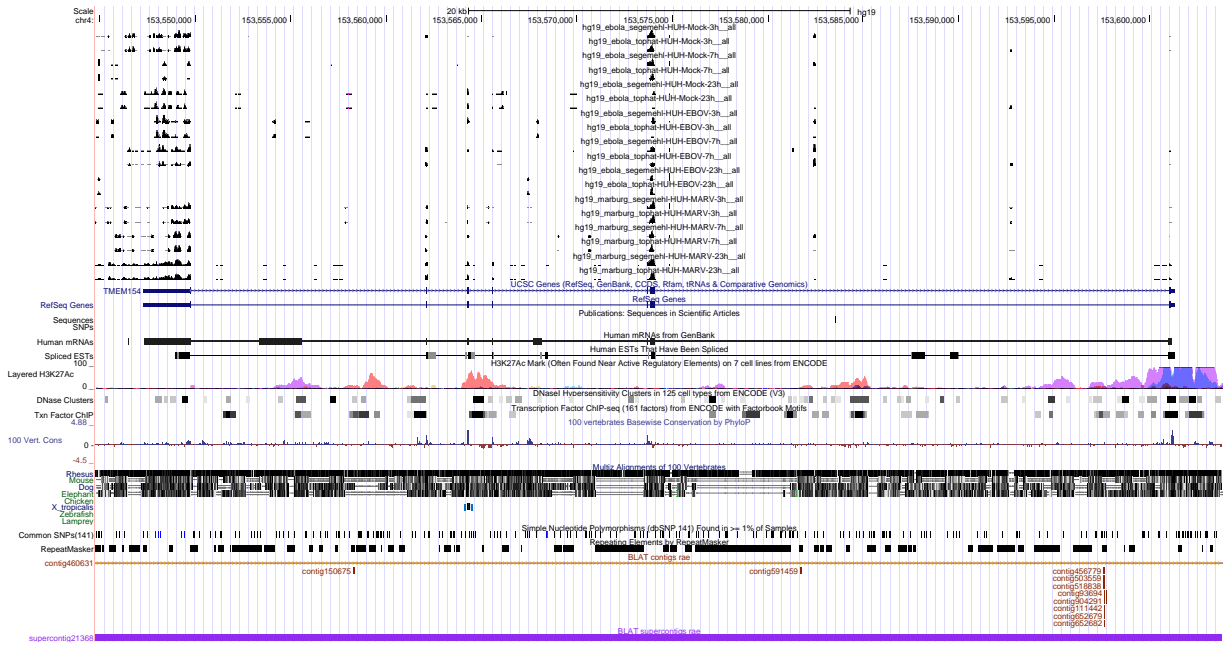 Scale 20 kb hg19
chr4: 153,550,000 153,555,000 153,560,000 153,565,000 153,570,000 153,575,000 153,580,000 153,585,000 153,590,000 153,595,000 153,600,000
hg19_ebola_segemehl-HUH-Mock-3h__all
hg19_ebola_tophat-HUH-Mock-3h__all
hg19_ebola_segemehl-HUH-Mock-7h__all
hg19_ebola_tophat-HUH-Mock-7h__all
hg19_ebola_segemehl-HUH-Mock-23h__all
hg19_ebola_tophat-HUH-Mock-23h__all
hg19_ebola_segemehl-HUH-EBOV-3h__all
hg19_ebola_tophat-HUH-EBOV-3h__all
hg19_ebola_segemehl-HUH-EBOV-7h__all
hg19_ebola_tophat-HUH-EBOV-7h__all
hg19_ebola_segemehl-HUH-EBOV-23h__all
hg19_ebola_tophat-HUH-EBOV-23h__all
hg19_marburg_segemehl-HUH-MARV-3h__all
hg19_marburg_tophat-HUH-MARV-3h__all
hg19_marburg_segemehl-HUH-MARV-7h__all
hg19_marburg_tophat-HUH-MARV-7h__all
hg19_marburg_segemehl-HUH-MARV-23h__all
hg19_marburg_tophat-HUH-MARV-23h__all
UCSC Genes (RefSeq, GenBank, CCDS, Rfam, tRNAs & Comparative Genomics)
TMEM154
RefSeq Genes
RefSeq Genes
Publications: Sequences in Scientific Articles
Sequences
SNPs
Human mRNAs from GenBank
Human mRNAs
Human ESTs That Have Been Spliced
Spliced ESTs
100
H3K27Ac Mark (Often Found Near Active Regulatory Elements) on 7 cell lines from ENCODE
Layered H3K27Ac
0
DNaseI Hypersensitivity Clusters in 125 cell types from ENCODE (V3)
DNase Clusters
Transcription Factor ChIP-seq (161 factors) from ENCODE with Factorbook Motifs
Txn Factor ChIP
4.88
100 vertebrates Basewise Conservation by PhyloP
100 Vert. Cons
0
-4.5
Multiz Alignments of 100 Vertebrates
Rhesus
Mouse
Dog
Elephant
Chicken
X_tropicalis
Zebrafish
Lamprey
Simple Nucleotide Polymorphisms (dbSNP 141) Found in >= 1% of Samples
Common SNPs(141)
Repeating Elements by RepeatMasker
RepeatMasker
BLAT contigs rae
contig460631
contig150675 contig591459 contig456779
contig503559
contig518838
contig93694
contig904291
contig111442
contig652679
contig652682
BLAT supercontigs rae
supercontig21368